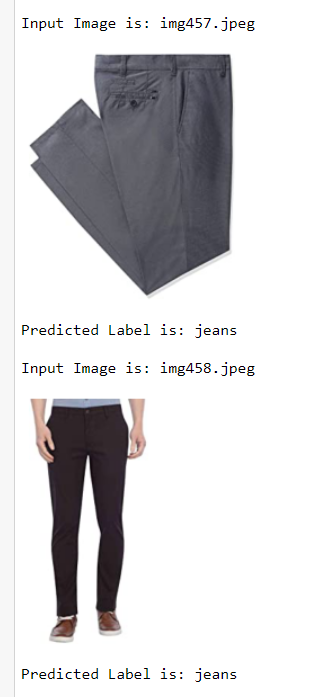 Input Image is: img457.jpeg
Predicted Label is: jeans
Input Image is: img458.jpeg
Predicted Label is: jeans